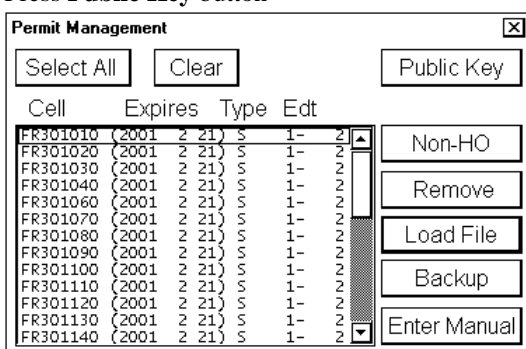 Press Public Key button
Permit Management
Select All Clear Public Key
Cell Expires Type Edt
FR301010 (2001 2 21) S 1- 2
FR301020 (2001 2 21) S 1- 2
FR301030 (2001 2 21) S 1- 2
FR301040 (2001 2 21) S 1- 2
FR301060 (2001 2 21) S 1- 2
FR301070 (2001 2 21) S 1- 2
FR301080 (2001 2 21) S 1- 2
FR301090 (2001 2 21) S 1- 2
FR301100 (2001 2 21) S 1- 2
FR301110 (2001 2 21) S 1- 2
FR301120 (2001 2 21) S 1- 2
FR301130 (2001 2 21) S 1- 2
FR301140 (2001 2 21) S 1- 2
Non-HO
Remove
Load File
Backup
Enter Manual